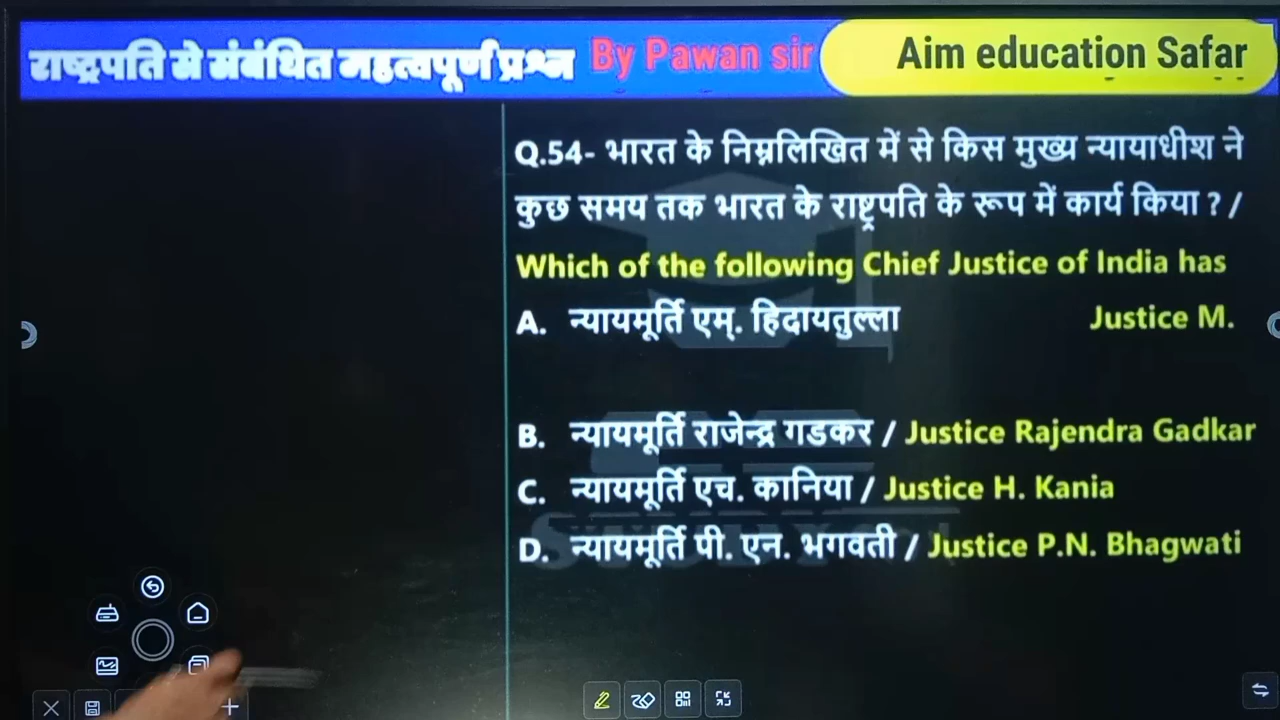 राष्ट्रपति से संबंधित महत्वपूर्ण प्रश्न By Pawan sir Aim education Safar
Q.54- भारत के निम्नलिखित में से किस मुख्य न्यायाधीश ने
कुछ समय तक भारत के राष्ट्रपति के रूप में कार्य किया ? /
Which of the following Chief Justice of India has
A. न्यायमूर्ति एम्. हिदायतुल्ला Justice M.
B. न्यायमूर्ति राजेन्द्र गडकर / Justice Rajendra Gadkar
C. न्यायमूर्ति एच. कानिया / Justice H. Kania
D. न्यायमूर्ति पी. एन. भगवती / Justice P.N. Bhagwati